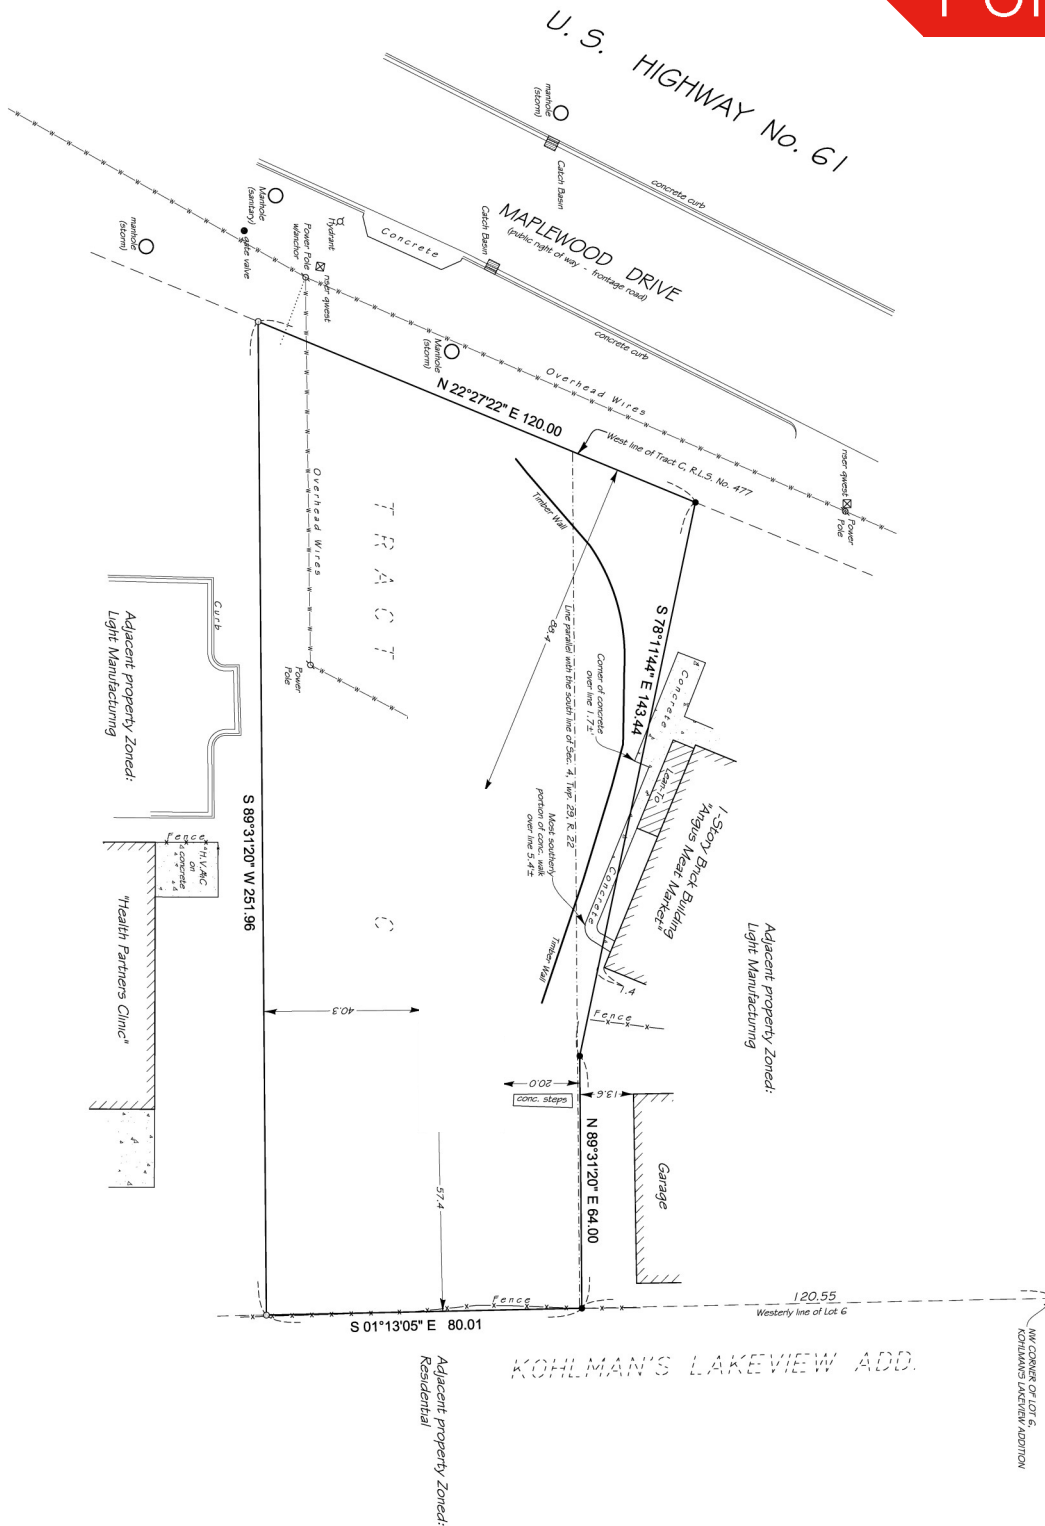 U. S. HIGHWAY No. 61
manhole
(storm)
Catch Basin
concrete curb
MAPLEWOOD DRIVE
(public right of way - frontage road)
Manhole
(sanitary)
gate valve
manhole
(storm)
Hydrant
Power Pole
w/anchor
riser qwest
Concrete
Catch Basin
concrete curb
Manhole
(storm)
Overhead Wires
N 22°27'22" E 120.00
West line of Tract C, R.L.S. No. 477
riser qwest
Power
Pole
Timber Wall
Overhead Wires
TRACT
C
S 78°11'44" E 143.44
Line parallel with the south line of Sec. 4, Twp. 29, R. 22
Corner of concrete
over line 1.7±'
Concrete
Lean-To
1-Story Brick Building
"Angus Meat Market"
Power
Pole
Curb
Adjacent property Zoned:
Light Manufacturing
S 89°31'20" W 251.96
Fence
H.V.A/C
on
concrete
"Health Partners Clinic"
Most southerly
portion of conc. walk
over line 5.4'±
Concrete
Timber Wall
7.4
Fence
Adjacent property Zoned:
Light Manufacturing
40.3
20.0
conc. steps
13.6
N 89°31'20" E 64.00
Garage
57.4
Fence
S 01°13'05" E 80.01
120.55
Westerly line of Lot 6
NW CORNER OF LOT 6,
KOHLMAN'S LAKEVIEW ADDITION
KOHLMAN'S LAKEVIEW ADD.
Adjacent property Zoned:
Residential